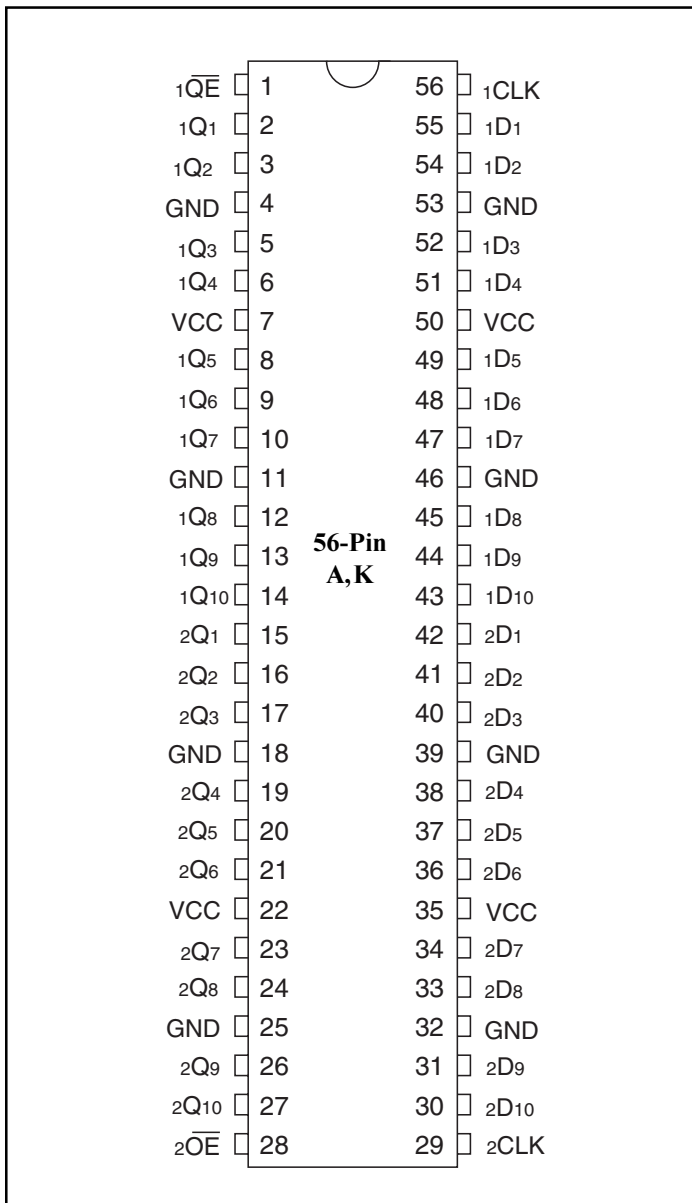 1Q̅E̅ 1 56 1CLK
1Q1 2 55 1D1
1Q2 3 54 1D2
GND 4 53 GND
1Q3 5 52 1D3
1Q4 6 51 1D4
VCC 7 50 VCC
1Q5 8 49 1D5
1Q6 9 48 1D6
1Q7 10 47 1D7
GND 11 46 GND
1Q8 12 45 1D8
56-Pin
1Q9 13 44 1D9
A,K
1Q10 14 43 1D10
2Q1 15 42 2D1
2Q2 16 41 2D2
2Q3 17 40 2D3
GND 18 39 GND
2Q4 19 38 2D4
2Q5 20 37 2D5
2Q6 21 36 2D6
VCC 22 35 VCC
2Q7 23 34 2D7
2Q8 24 33 2D8
GND 25 32 GND
2Q9 26 31 2D9
2Q10 27 30 2D10
2O̅E̅ 28 29 2CLK